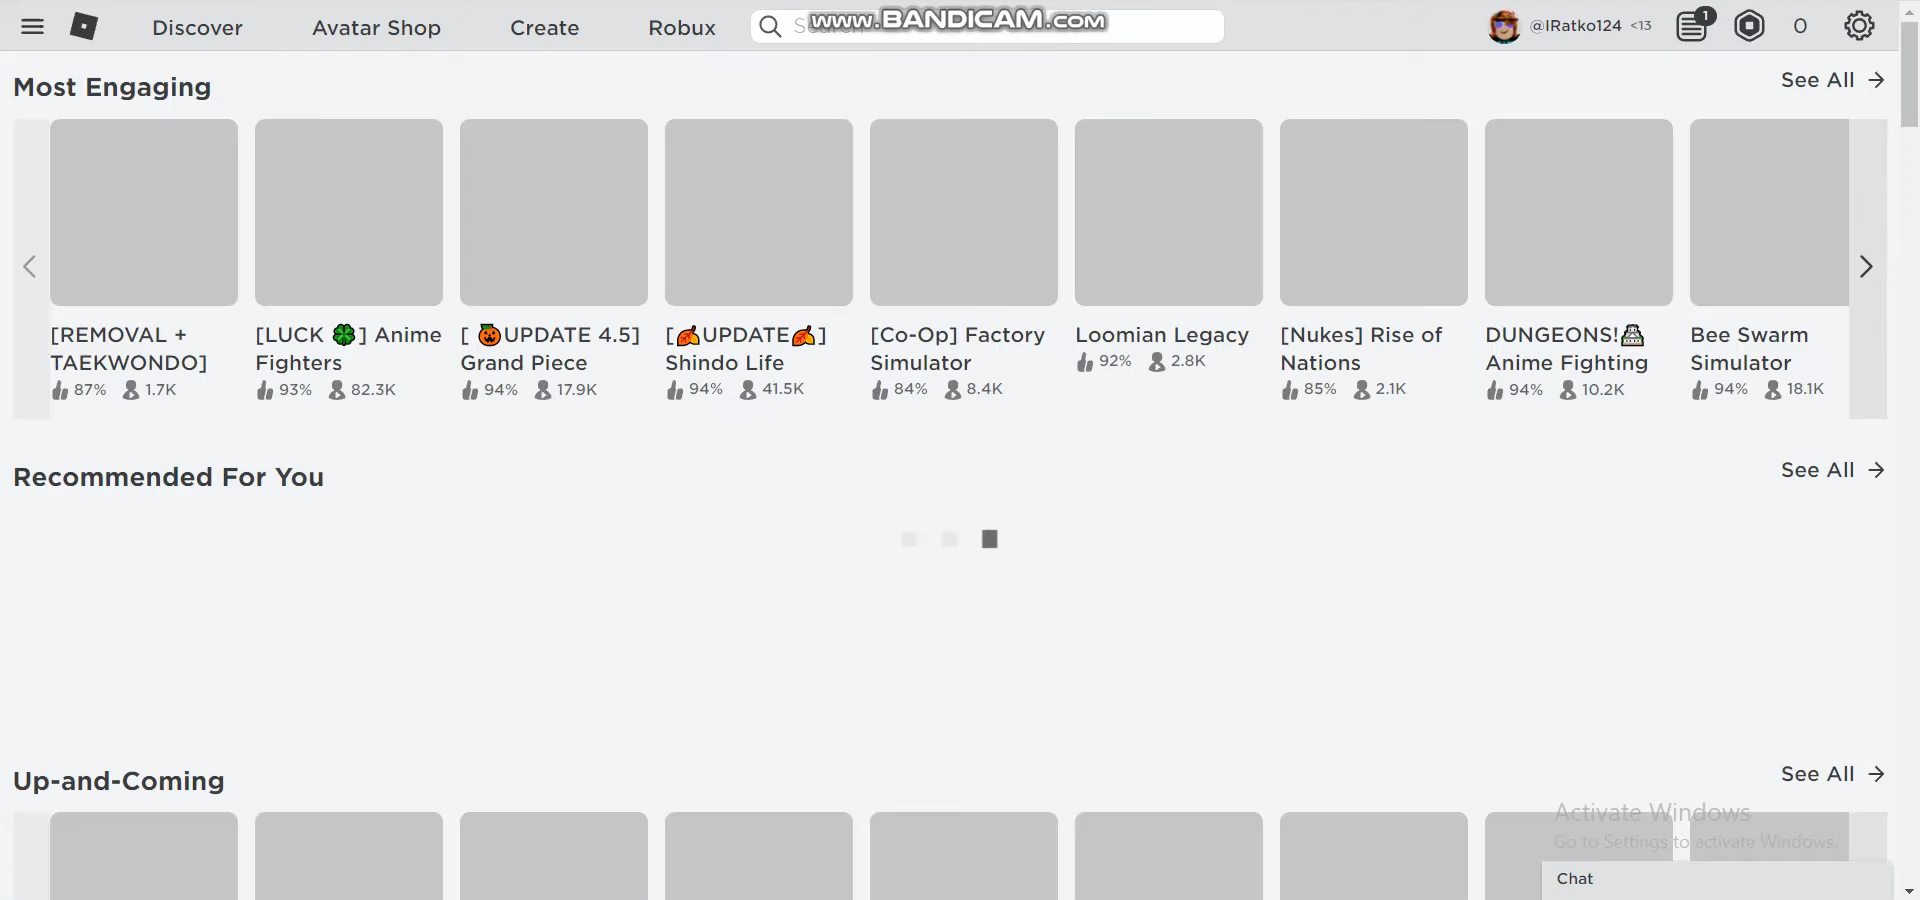 Discover
Avatar Shop
Create
Robux
Search
www.BANDICAM.com
@IRatko124 <13
1
0
Most Engaging
See All
[REMOVAL +
TAEKWONDO]
87% 1.7K
[LUCK 🍀] Anime
Fighters
93% 82.3K
[ 🎃UPDATE 4.5]
Grand Piece
94% 17.9K
[🍂UPDATE🍂]
Shindo Life
94% 41.5K
[Co-Op] Factory
Simulator
84% 8.4K
Loomian Legacy
92% 2.8K
[Nukes] Rise of
Nations
85% 2.1K
DUNGEONS!🏯
Anime Fighting
94% 10.2K
Bee Swarm
Simulator
94% 18.1K
Recommended For You
See All
Up-and-Coming
See All
Activate Windows
Go to Settings to activate Windows.
Chat